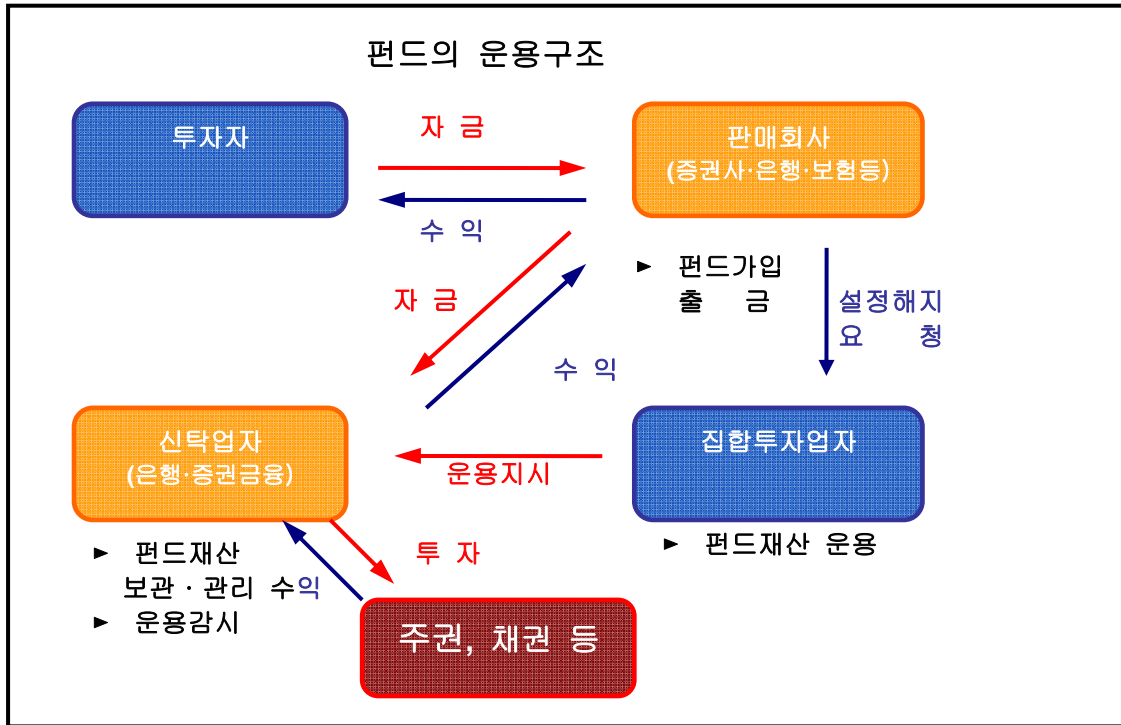 펀드의 운용구조
투자자
자 금
판매회사
(증권사·은행·보험등)
수 익
► 펀드가입
출 금
자 금
설정해지
요 청
수 익
신탁업자
(은행·증권금융)
운용지시
집합투자업자
► 펀드재산
보관 · 관리 수익
► 운용감시
투 자
► 펀드재산 운용
주권, 채권 등